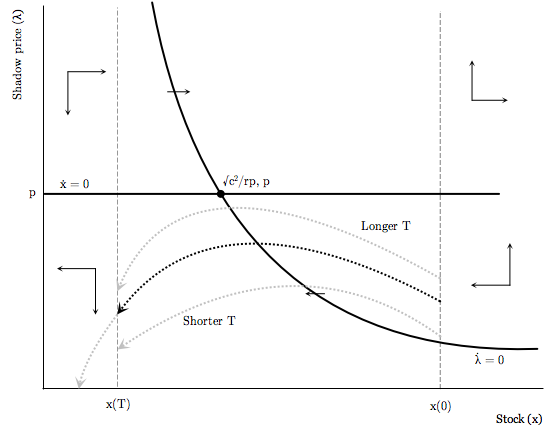 Shadow price (λ)
√c²/rp, p
ẋ = 0
p
Longer T
Shorter T
λ̇ = 0
x(T)
x(0)
Stock (x)